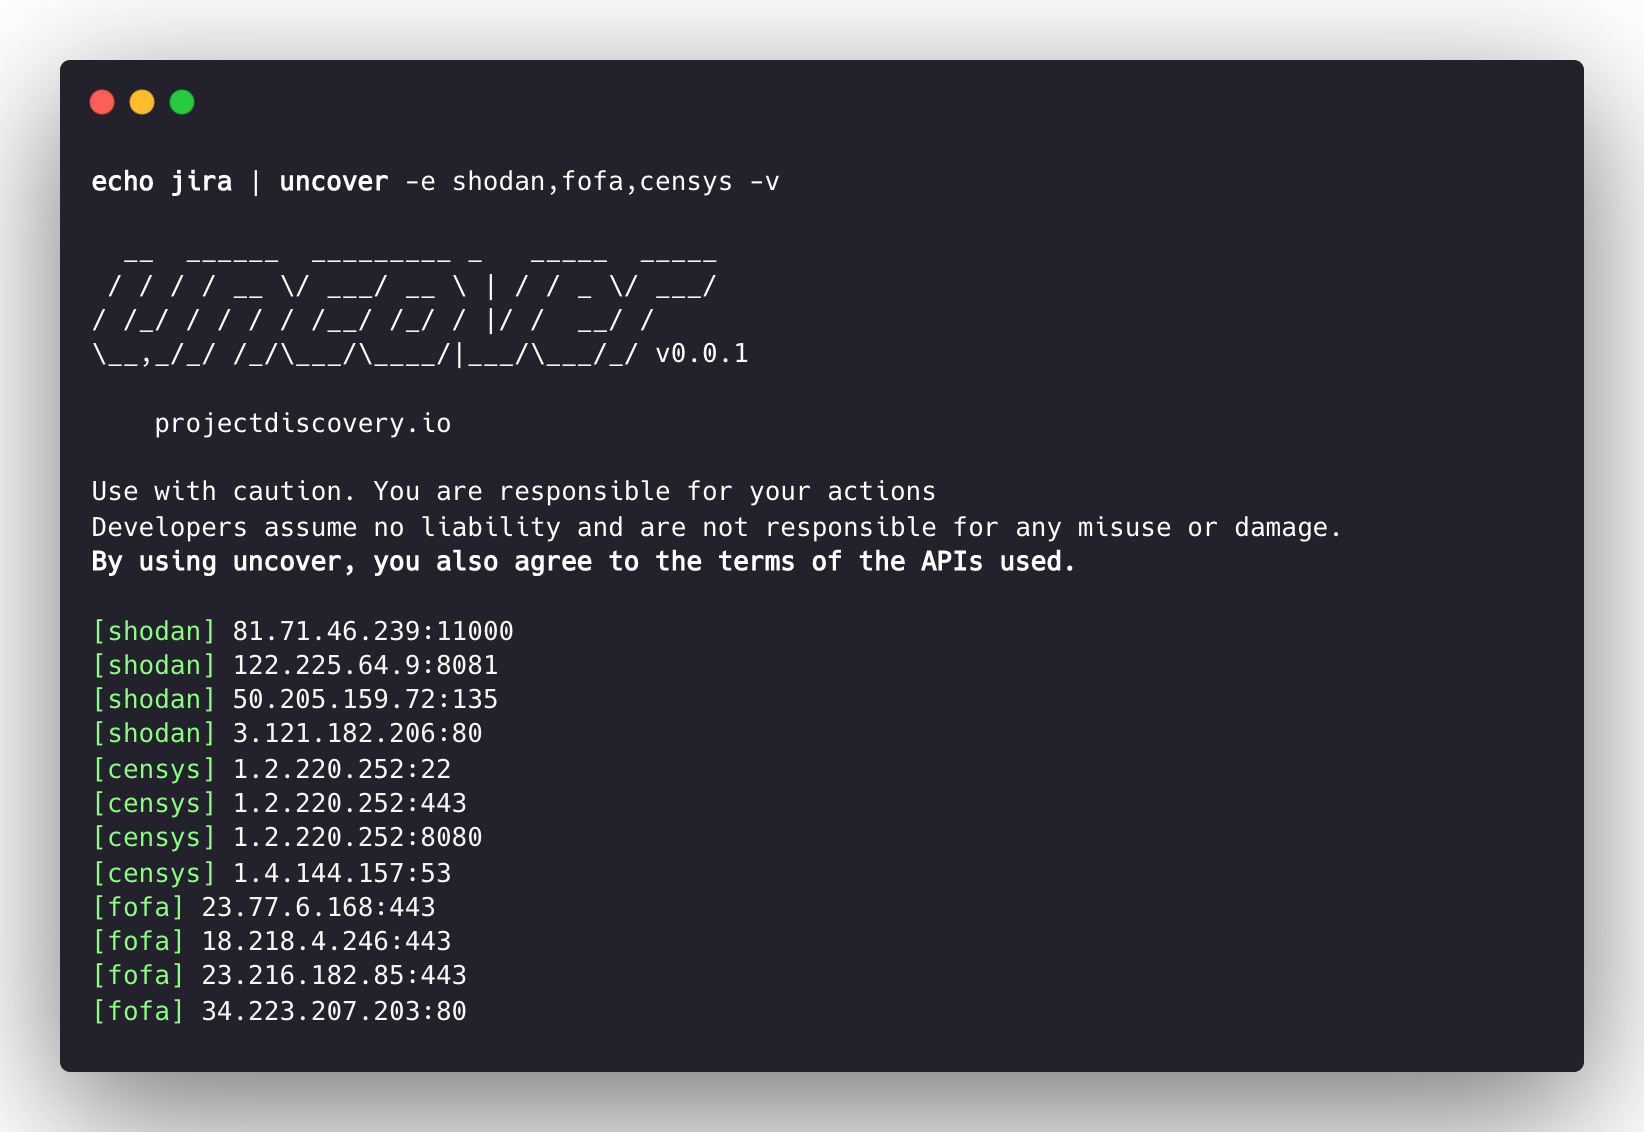 echo jira | uncover -e shodan,fofa,censys -v
   __  ______  _________ _   _____  _____
 / / / / __ \/ ___/ __ \ | / / _ \/ ___/
/ /_/ / / / / /__/ /_/ / |/ /  __/ /
\__,_/_/ /_/\___/\____/|___/\___/_/ v0.0.1
projectdiscovery.io
Use with caution. You are responsible for your actions
Developers assume no liability and are not responsible for any misuse or damage.
By using uncover, you also agree to the terms of the APIs used.
[shodan] 81.71.46.239:11000
[shodan] 122.225.64.9:8081
[shodan] 50.205.159.72:135
[shodan] 3.121.182.206:80
[censys] 1.2.220.252:22
[censys] 1.2.220.252:443
[censys] 1.2.220.252:8080
[censys] 1.4.144.157:53
[fofa] 23.77.6.168:443
[fofa] 18.218.4.246:443
[fofa] 23.216.182.85:443
[fofa] 34.223.207.203:80